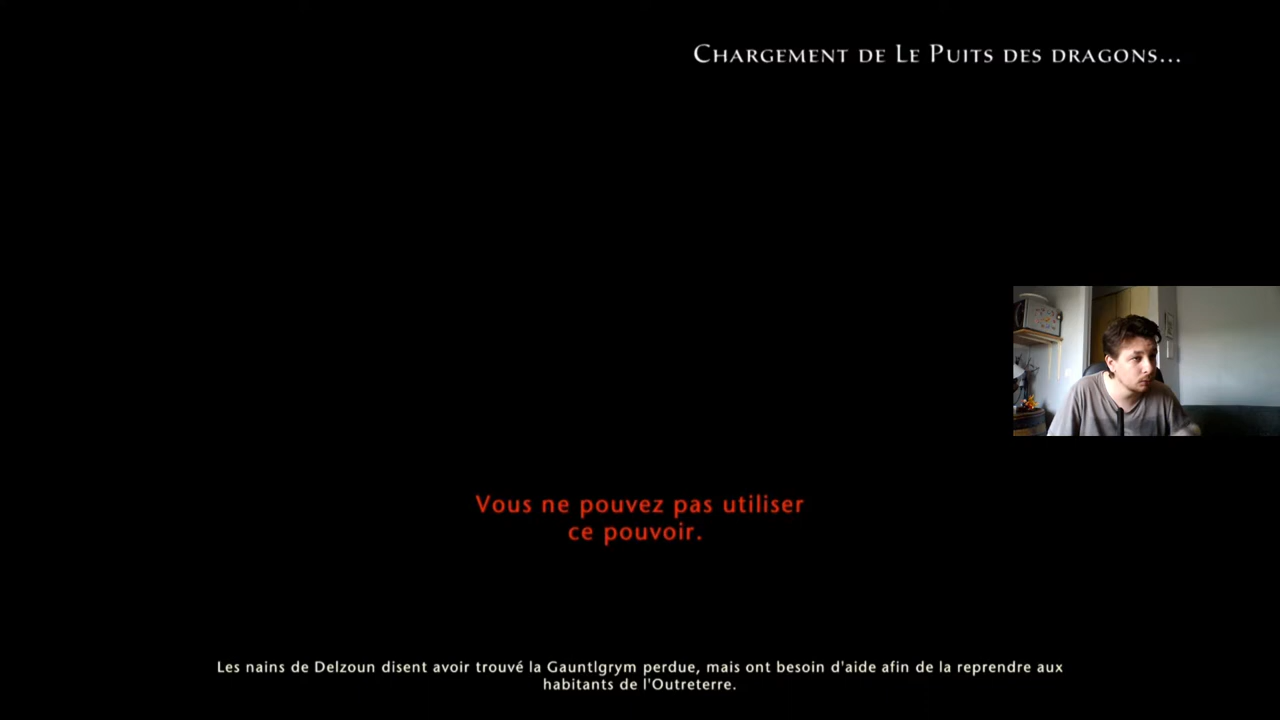 Chargement de Le Puits des dragons...
Vous ne pouvez pas utiliser
ce pouvoir.
Les nains de Delzoun disent avoir trouvé la Gauntlgrym perdue, mais ont besoin d'aide afin de la reprendre aux
habitants de l'Outreterre.